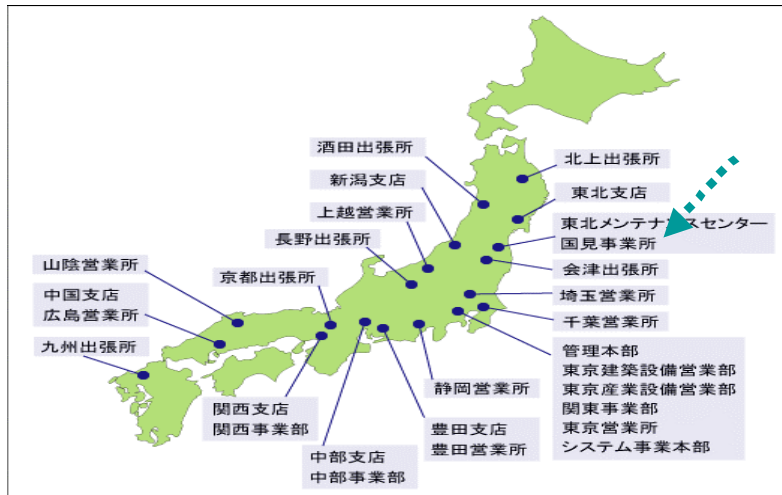 酒田出張所
新潟支店
上越営業所
長野出張所
京都出張所
山陰営業所
中国支店
広島営業所
九州出張所
北上出張所
東北支店
東北メンテナンスセンター
国見事業所
会津出張所
埼玉営業所
千葉営業所
管理本部
東京建築設備営業部
東京産業設備営業部
関東事業部
東京営業所
システム事業本部
静岡営業所
豊田支店
豊田営業所
中部支店
中部事業部
関西支店
関西事業部